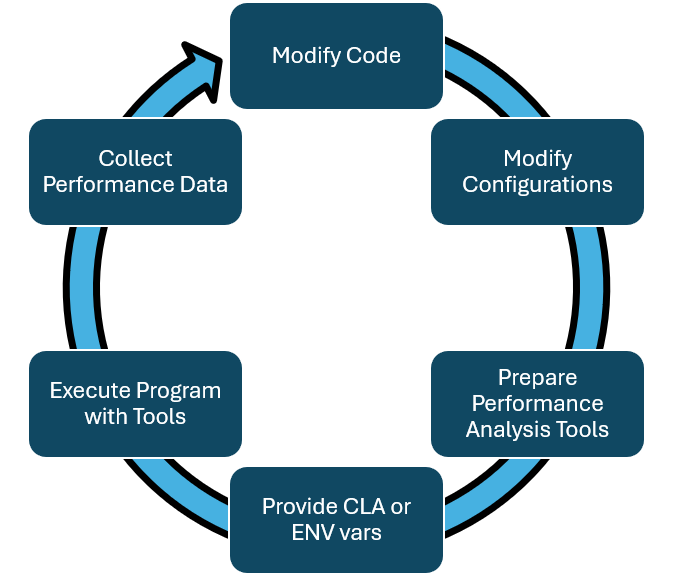 Modify Code
Modify
Configurations
Prepare
Performance
Analysis Tools
Provide CLA or
ENV vars
Execute Program
with Tools
Collect
Performance Data